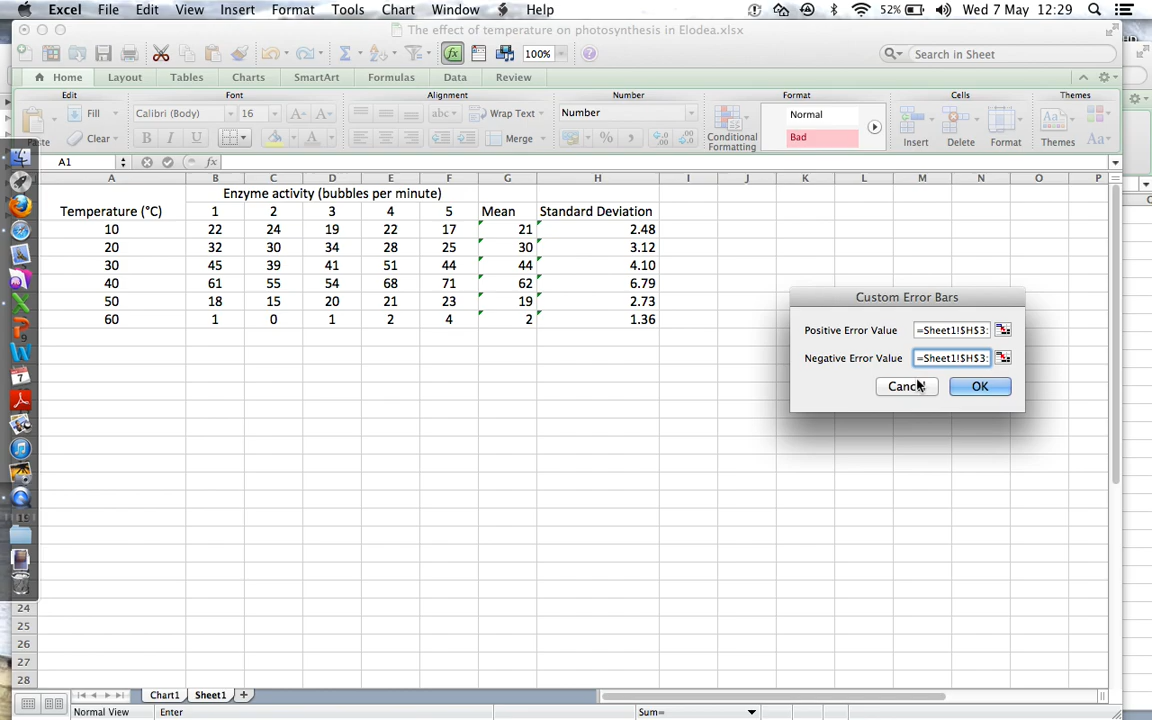 Excel File Edit View Insert Format Tools Chart Window Help 52% Wed 7 May 12:29
The effect of temperature on photosynthesis in Elodea.xlsx
100% Search in Sheet
Home Layout Tables Charts SmartArt Formulas Data Review
Edit Font Alignment Number Format Cells Themes
Fill Calibri (Body) 16 A A abc Wrap Text Number Normal
Paste Clear B I U A Merge % Conditional Formatting Bad Insert Delete Format Themes Aa
A1 fx
A B C D E F G H I J K L M N O P
Enzyme activity (bubbles per minute)
Temperature (°C) 1 2 3 4 5 Mean Standard Deviation
10 22 24 19 22 17 21 2.48
20 32 30 34 28 25 30 3.12
30 45 39 41 51 44 44 4.10
40 61 55 54 68 71 62 6.79
50 18 15 20 21 23 19 2.73
60 1 0 1 2 4 2 1.36
Custom Error Bars
Positive Error Value =Sheet1!$H$3:
Negative Error Value =Sheet1!$H$3:
Cancel OK
24
25
26
27
28
Chart1 Sheet1
Normal View Enter Sum=